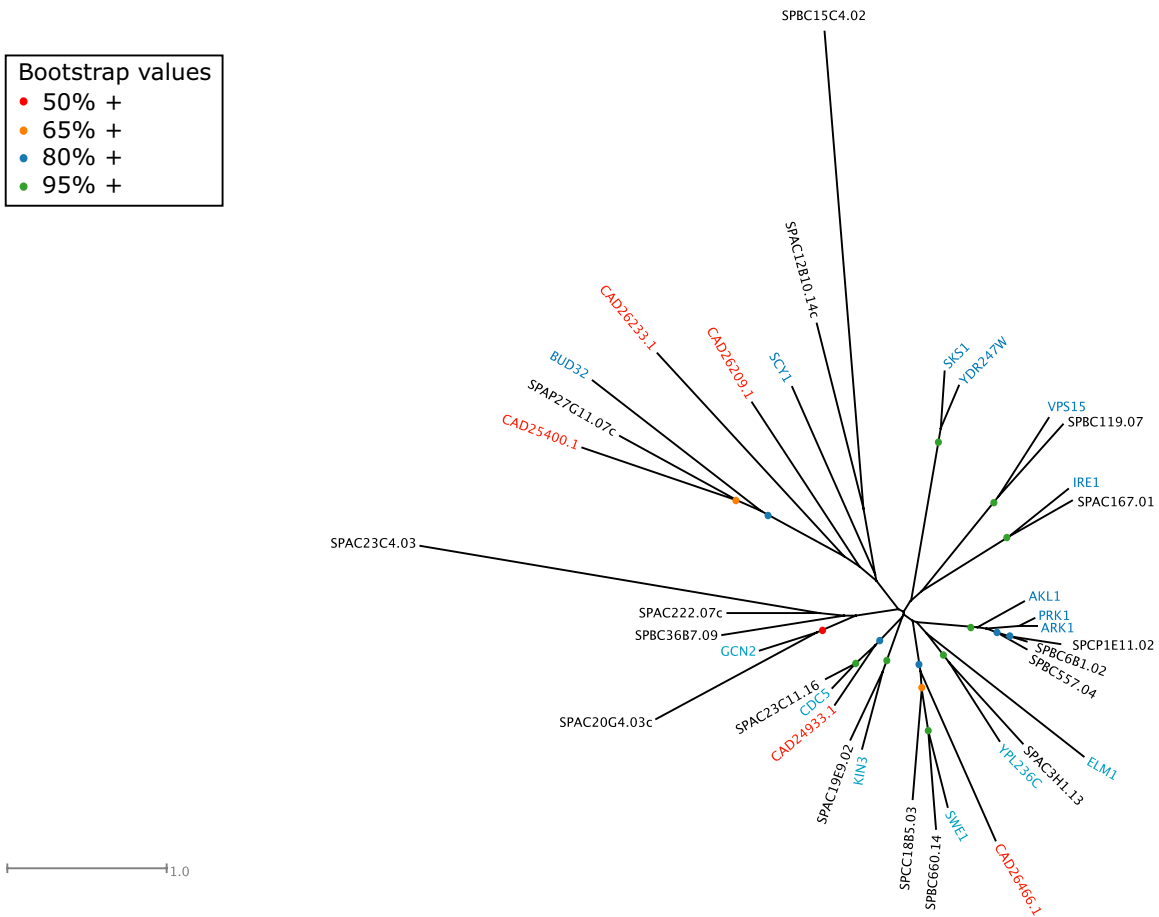 SPBC15C4.02
Bootstrap values
50% +
65% +
80% +
95% +
SPAC12B10.14c
CAD26233.1
CAD26209.1
SCY1
BUD32
SPAP27G11.07c
CAD25400.1
SKS1
YDR247W
VPS15
SPBC119.07
IRE1
SPAC167.01
SPAC23C4.03
SPAC222.07c
SPBC36B7.09
GCN2
SPAC20G4.03c
AKL1
PRK1
ARK1
SPCP1E11.02
SPBC6B1.02
SPBC557.04
SPAC23C11.16
CDC5
CAD24933.1
SPAC19E9.02
KIN3
SPCC18B5.03
SPBC660.14
SWE1
CAD26466.1
YPL236C
SPAC3H1.13
ELM1
1.0